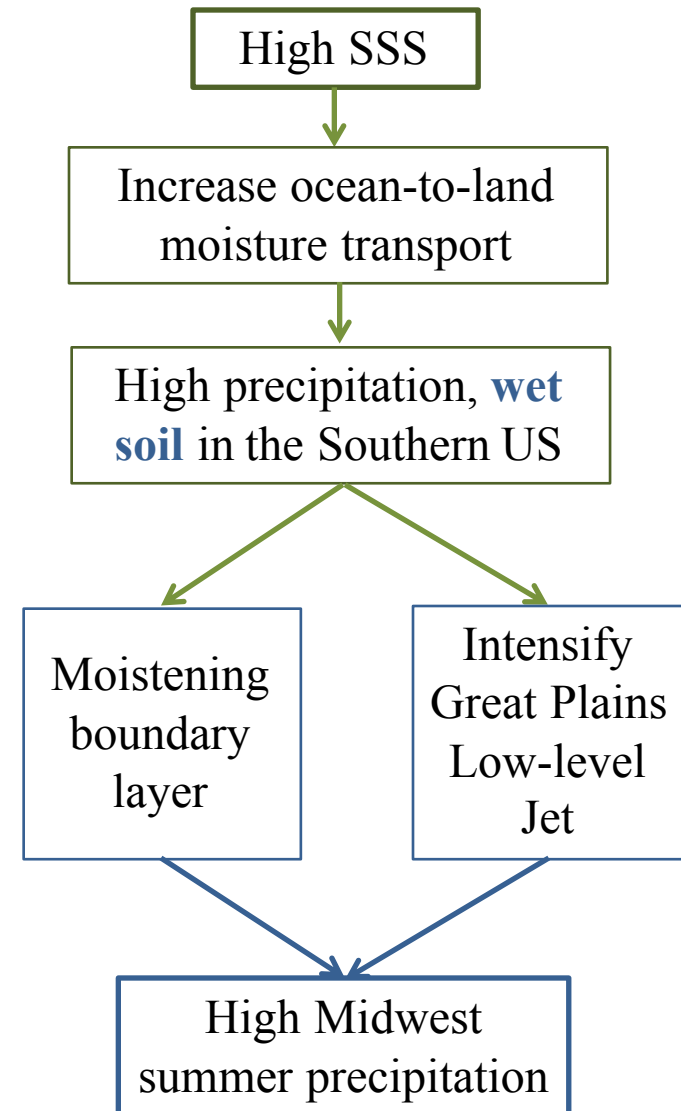 High SSS
Increase ocean-to-land
moisture transport
High precipitation, wet
soil in the Southern US
Moistening
boundary
layer
Intensify
Great Plains
Low-level
Jet
High Midwest
summer precipitation